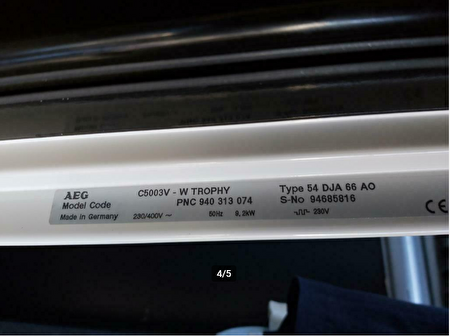 AEG C5003V - W TROPHY Type 54 DJA 66 AO
Model Code PNC 940 313 074 S-No 94685816
Made in Germany 230/400V ~ 50Hz 9,2kW 230V
CE
4/5